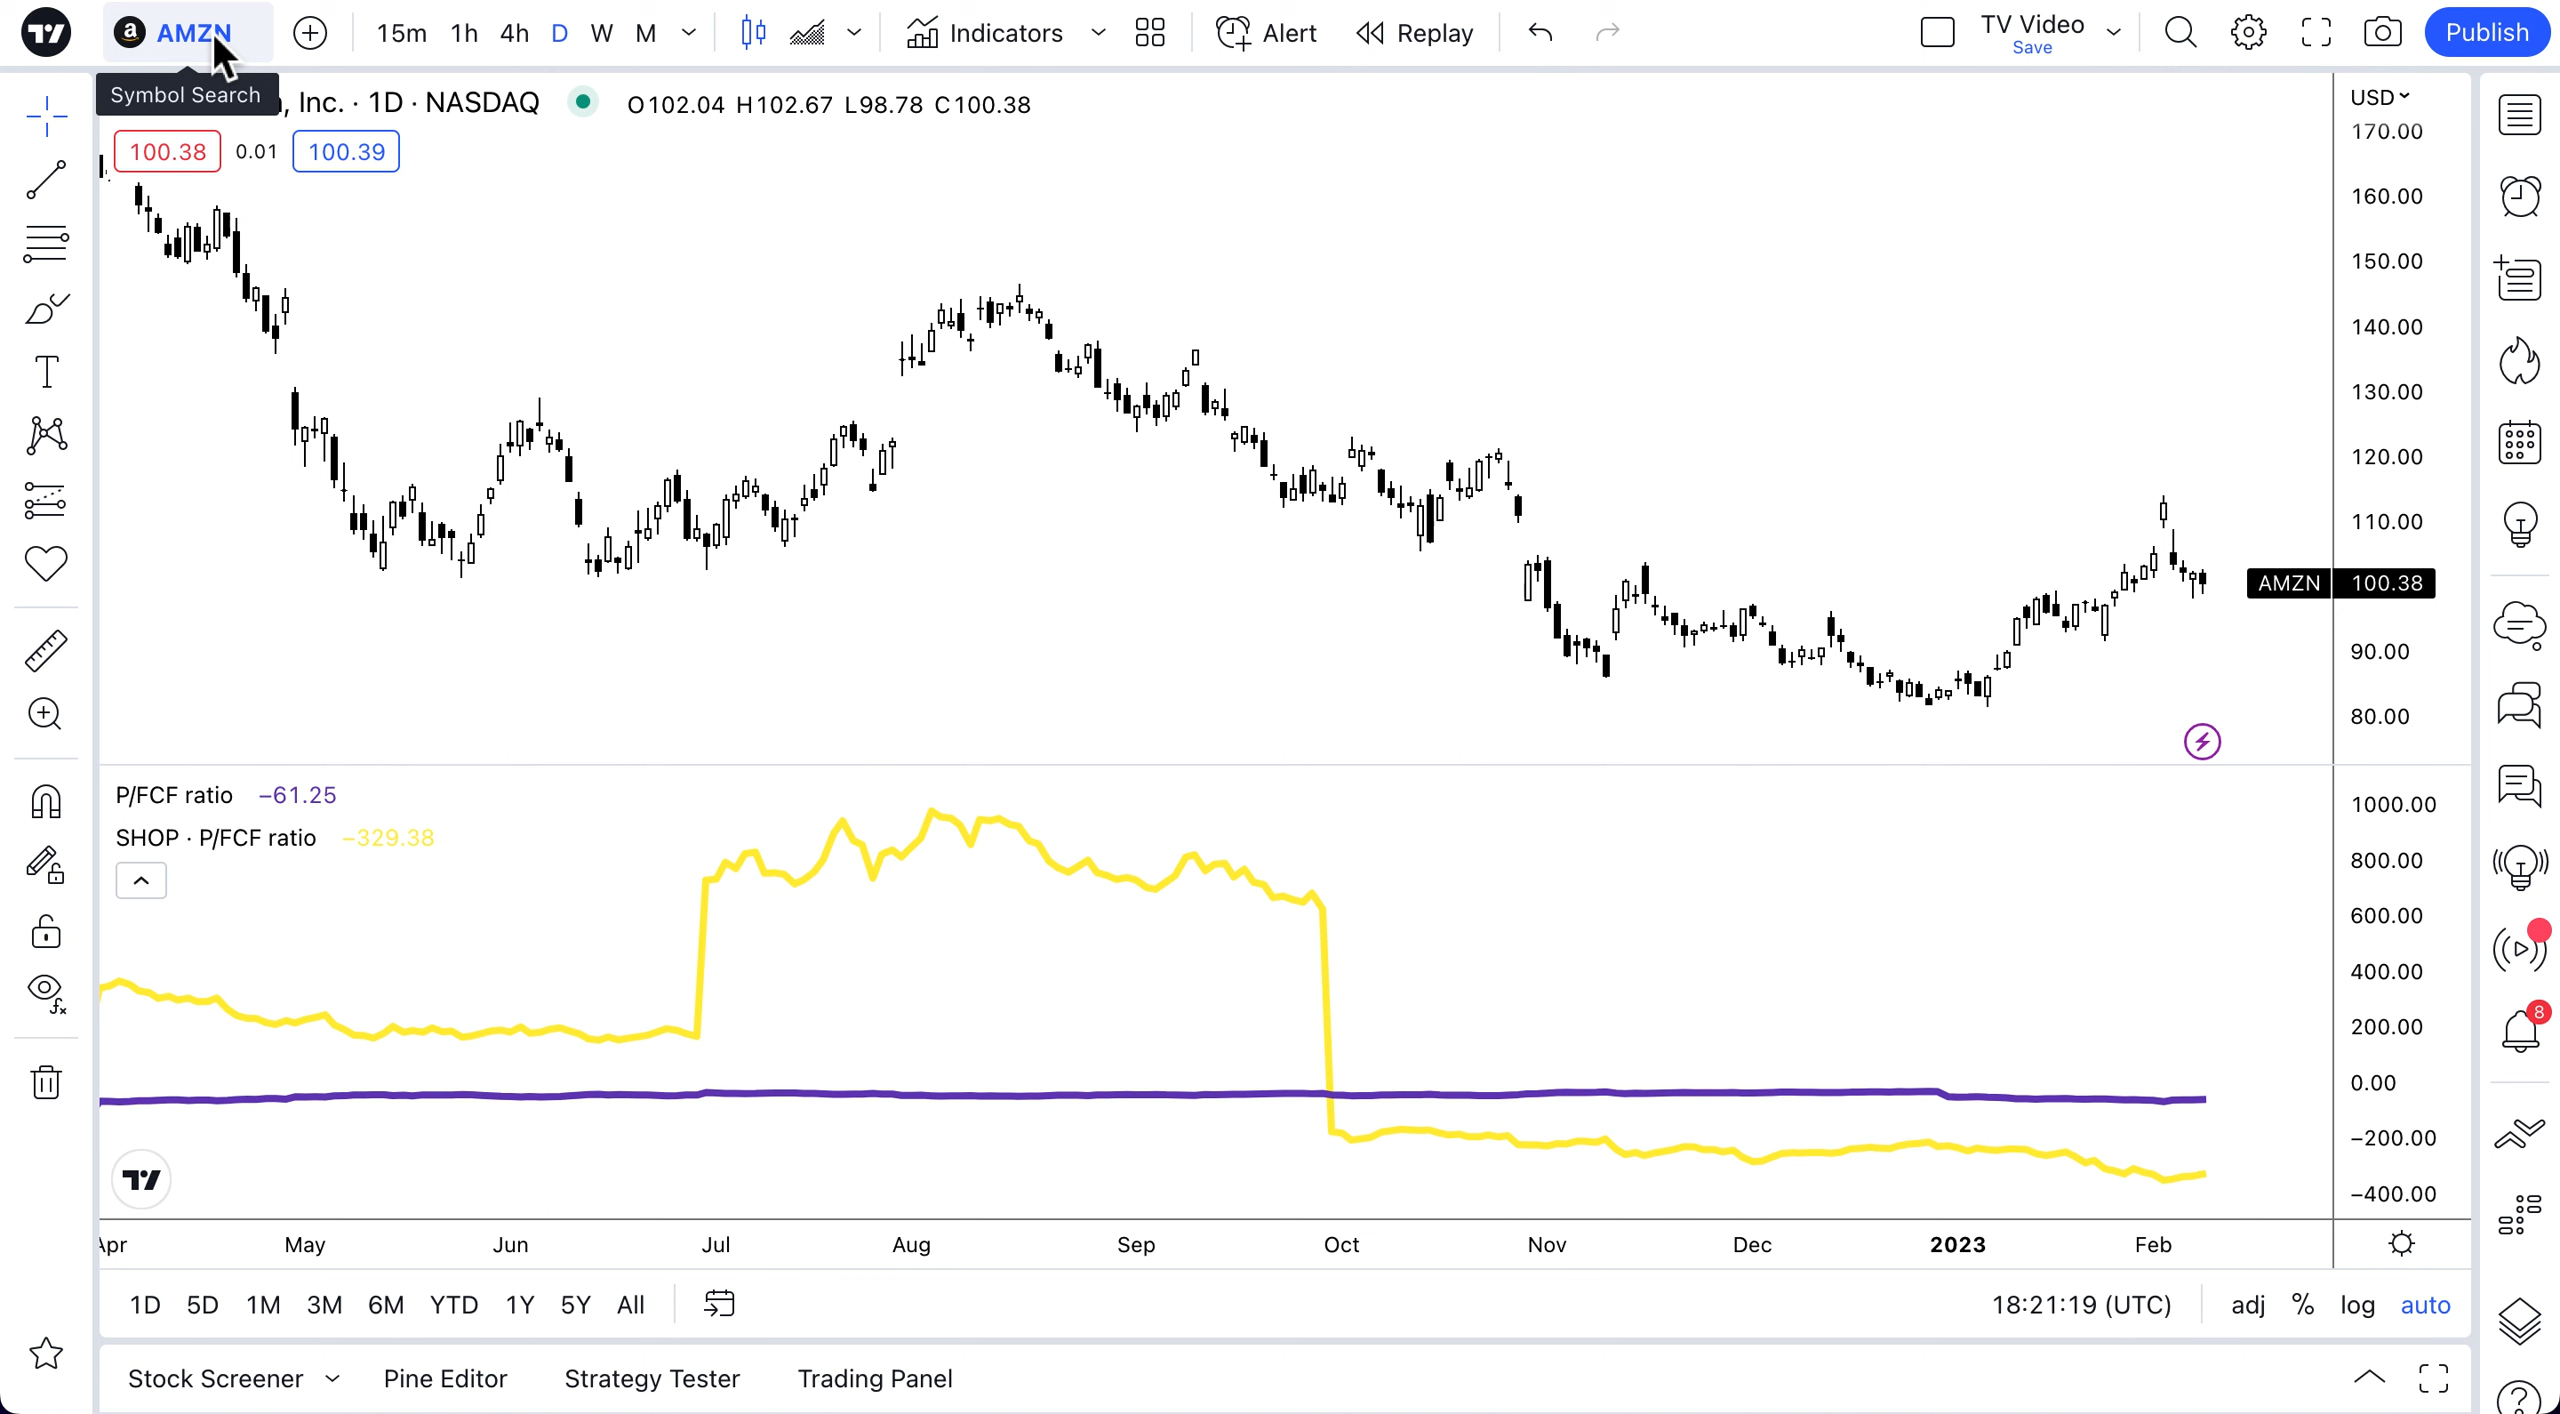 AMZN 15m 1h 4h D W M Indicators Alert Replay TV Video Save Publish
Symbol Search
, Inc. · 1D · NASDAQ O102.04 H102.67 L98.78 C100.38
100.38 0.01 100.39
USD
170.00
160.00
150.00
140.00
130.00
120.00
110.00
AMZN 100.38
90.00
80.00
P/FCF ratio −61.25
SHOP · P/FCF ratio −329.38
1000.00
800.00
600.00
400.00
200.00
0.00
−200.00
−400.00
8
Apr May Jun Jul Aug Sep Oct Nov Dec 2023 Feb
1D 5D 1M 3M 6M YTD 1Y 5Y All 18:21:19 (UTC) adj % log auto
Stock Screener Pine Editor Strategy Tester Trading Panel